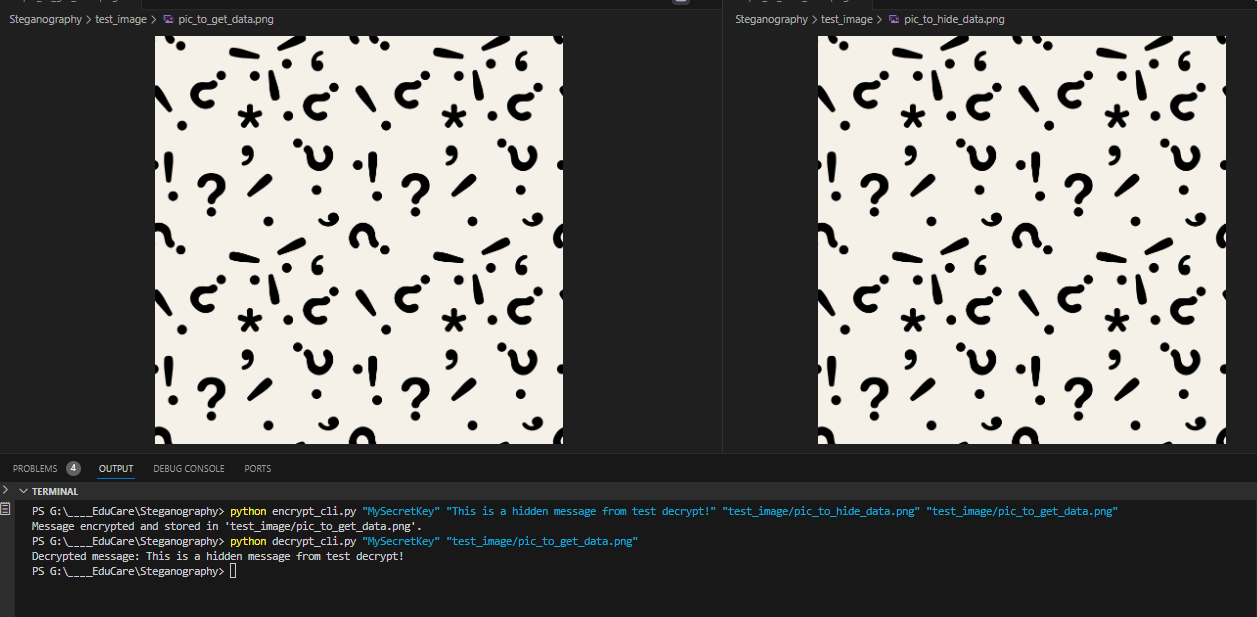 Steganography > test_image > pic_to_get_data.png
Steganography > test_image > pic_to_hide_data.png
PROBLEMS 4 OUTPUT DEBUG CONSOLE PORTS
TERMINAL
PS G:\____EduCare\Steganography> python encrypt_cli.py "MySecretKey" "This is a hidden message from test decrypt!" "test_image/pic_to_hide_data.png" "test_image/pic_to_get_data.png"
Message encrypted and stored in 'test_image/pic_to_get_data.png'.
PS G:\____EduCare\Steganography> python decrypt_cli.py "MySecretKey" "test_image/pic_to_get_data.png"
Decrypted message: This is a hidden message from test decrypt!
PS G:\____EduCare\Steganography>